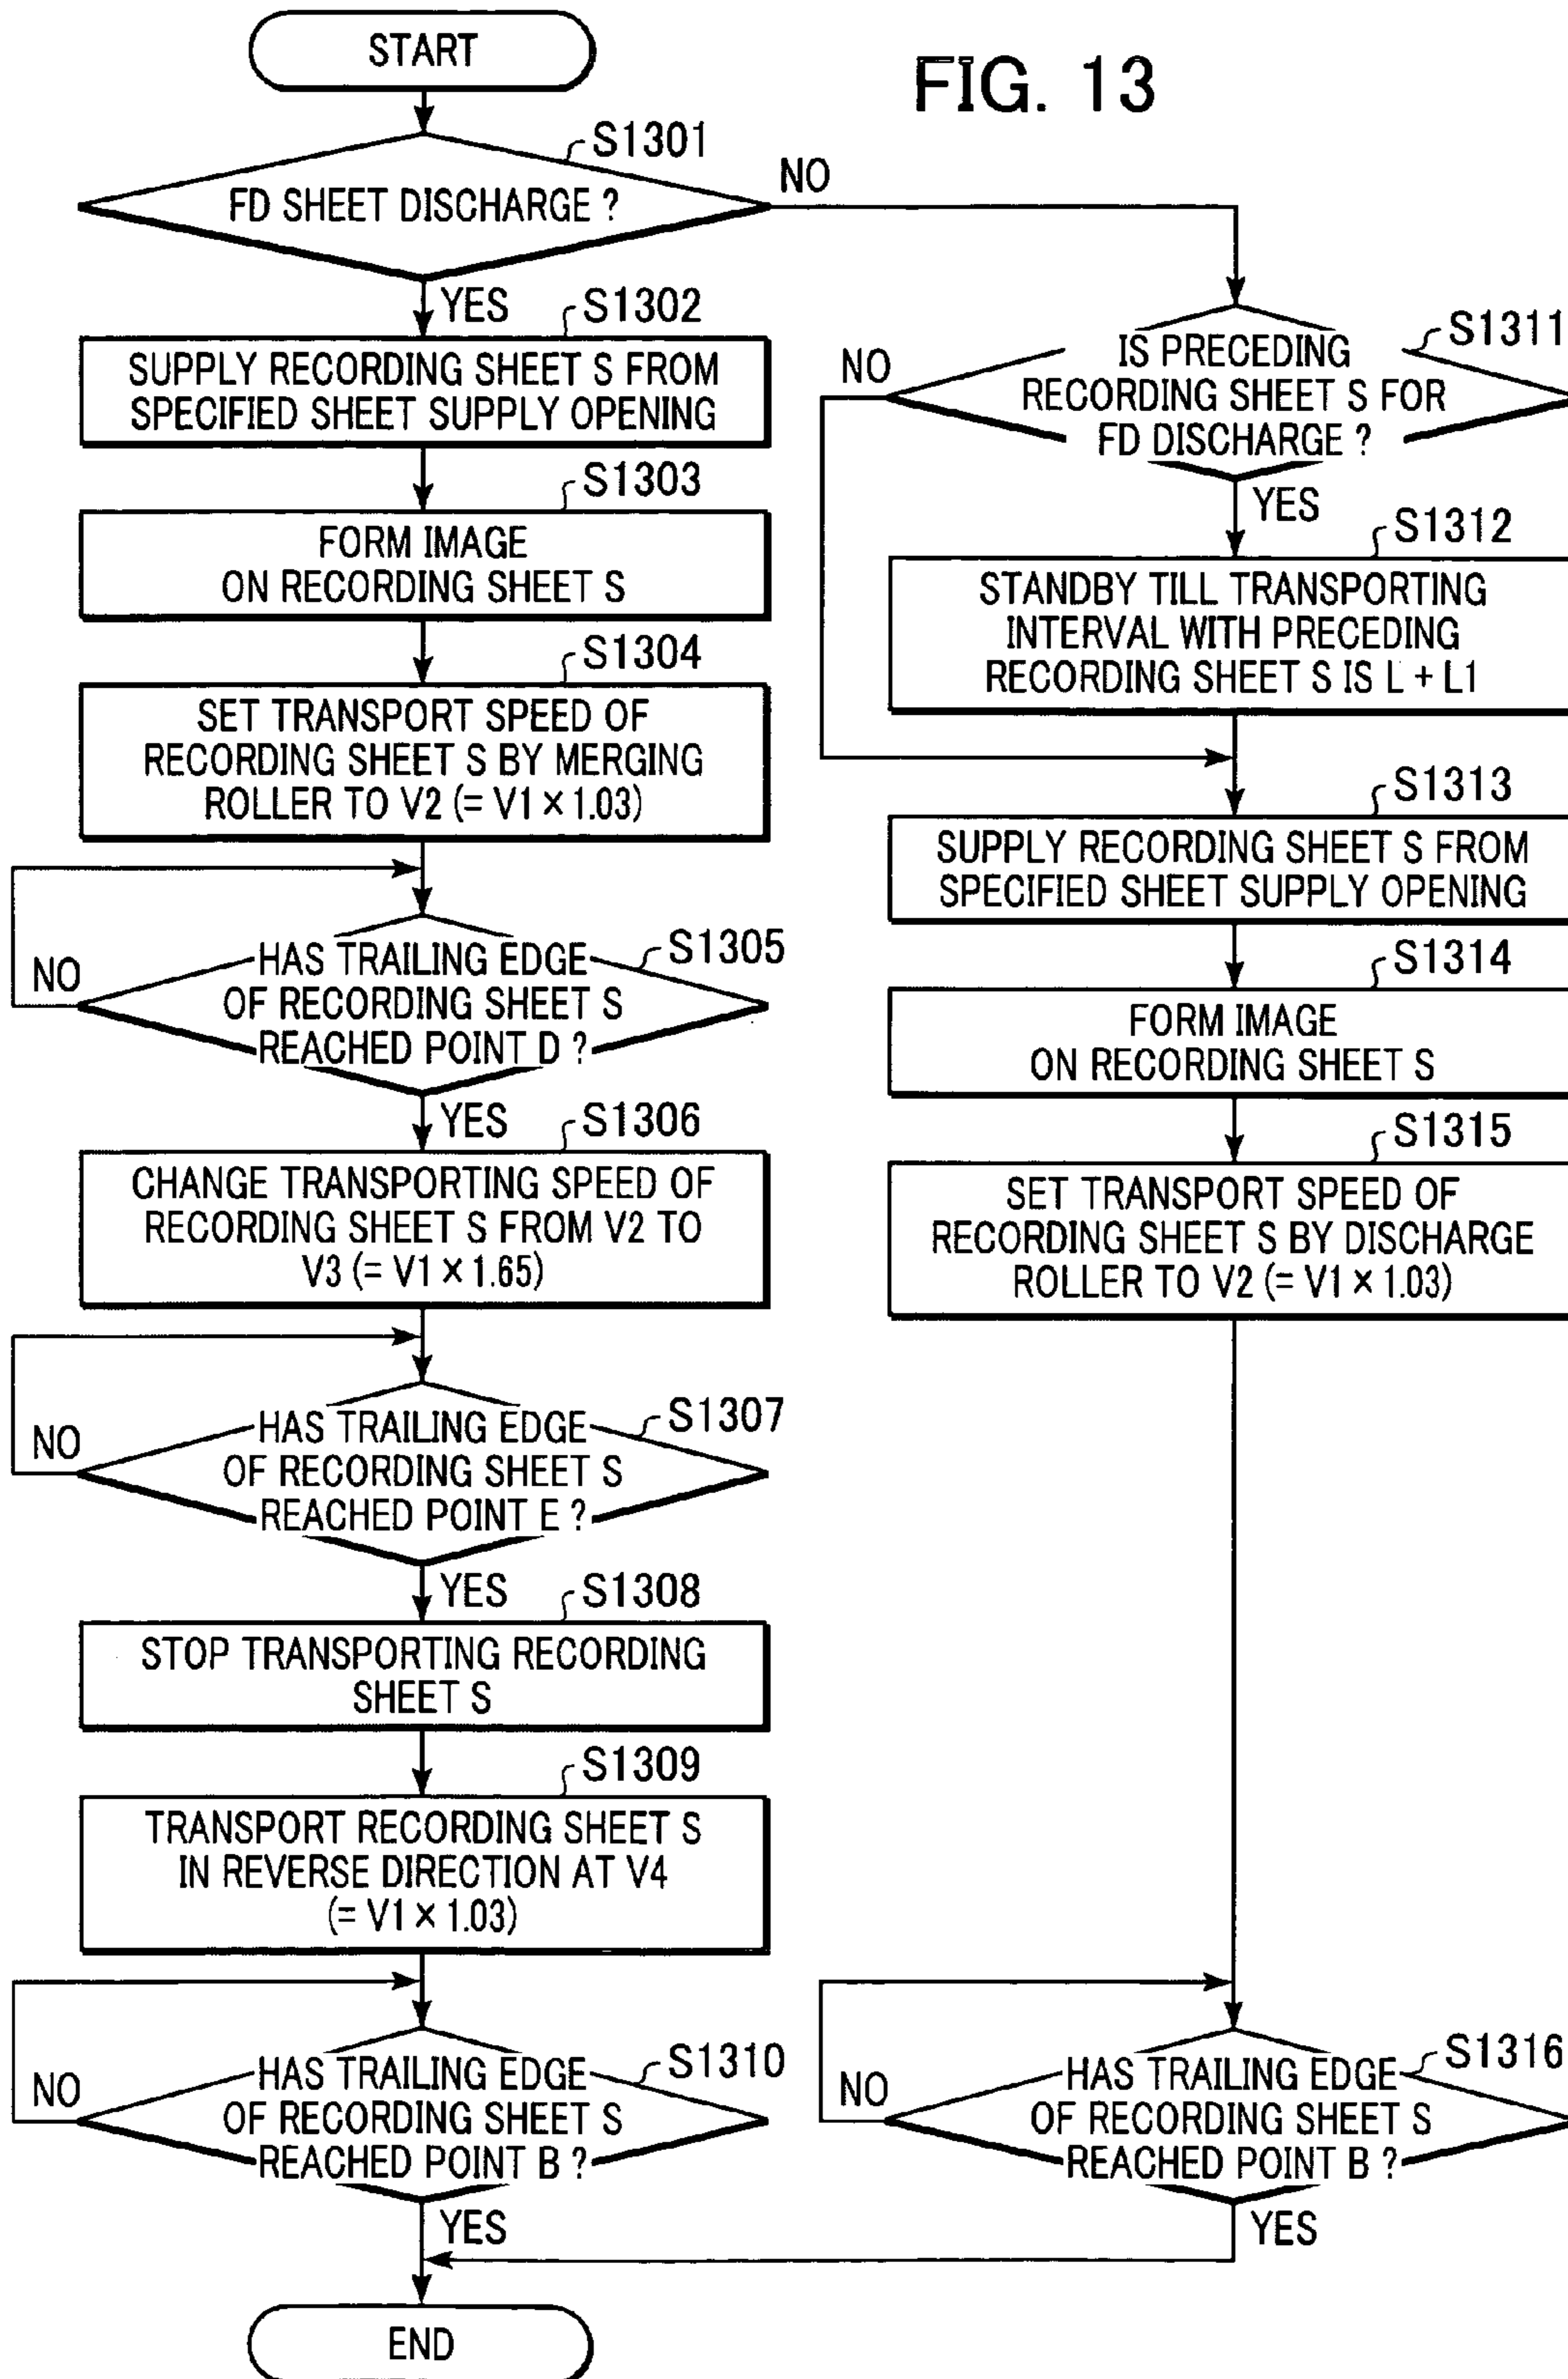 FIG. 13
START
S1301
FD SHEET DISCHARGE ?
NO
YES
S1302
SUPPLY RECORDING SHEET S FROM
SPECIFIED SHEET SUPPLY OPENING
S1303
FORM IMAGE
ON RECORDING SHEET S
S1304
SET TRANSPORT SPEED OF
RECORDING SHEET S BY MERGING
ROLLER TO V2 (= V1 × 1.03)
S1305
HAS TRAILING EDGE
OF RECORDING SHEET S
REACHED POINT D ?
NO
YES
S1306
CHANGE TRANSPORTING SPEED OF
RECORDING SHEET S FROM V2 TO
V3 (= V1 × 1.65)
S1307
HAS TRAILING EDGE
OF RECORDING SHEET S
REACHED POINT E ?
NO
YES
S1308
STOP TRANSPORTING RECORDING
SHEET S
S1309
TRANSPORT RECORDING SHEET S
IN REVERSE DIRECTION AT V4
(= V1 × 1.03)
S1310
HAS TRAILING EDGE
OF RECORDING SHEET S
REACHED POINT B ?
NO
YES
END
S1311
IS PRECEDING
RECORDING SHEET S FOR
FD DISCHARGE ?
NO
YES
S1312
STANDBY TILL TRANSPORTING
INTERVAL WITH PRECEDING
RECORDING SHEET S IS L + L1
S1313
SUPPLY RECORDING SHEET S FROM
SPECIFIED SHEET SUPPLY OPENING
S1314
FORM IMAGE
ON RECORDING SHEET S
S1315
SET TRANSPORT SPEED OF
RECORDING SHEET S BY DISCHARGE
ROLLER TO V2 (= V1 × 1.03)
S1316
HAS TRAILING EDGE
OF RECORDING SHEET S
REACHED POINT B ?
NO
YES